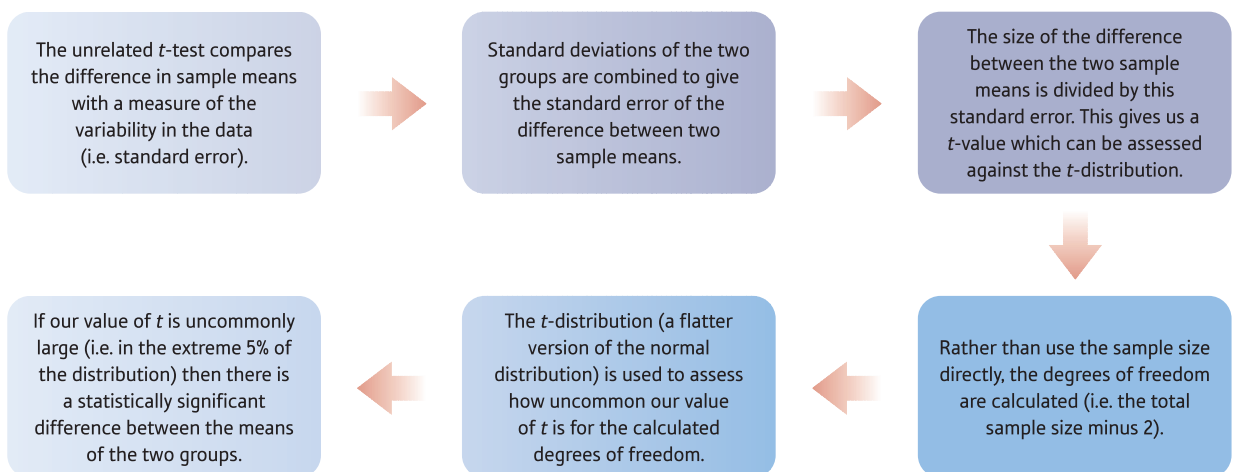 The unrelated t-test compares
the difference in sample means
with a measure of the
variability in the data
(i.e. standard error).
Standard deviations of the two
groups are combined to give
the standard error of the
difference between two
sample means.
The size of the difference
between the two sample
means is divided by this
standard error. This gives us a
t-value which can be assessed
against the t-distribution.
Rather than use the sample size
directly, the degrees of freedom
are calculated (i.e. the total
sample size minus 2).
The t-distribution (a flatter
version of the normal
distribution) is used to assess
how uncommon our value
of t is for the calculated
degrees of freedom.
If our value of t is uncommonly
large (i.e. in the extreme 5% of
the distribution) then there is
a statistically significant
difference between the means
of the two groups.